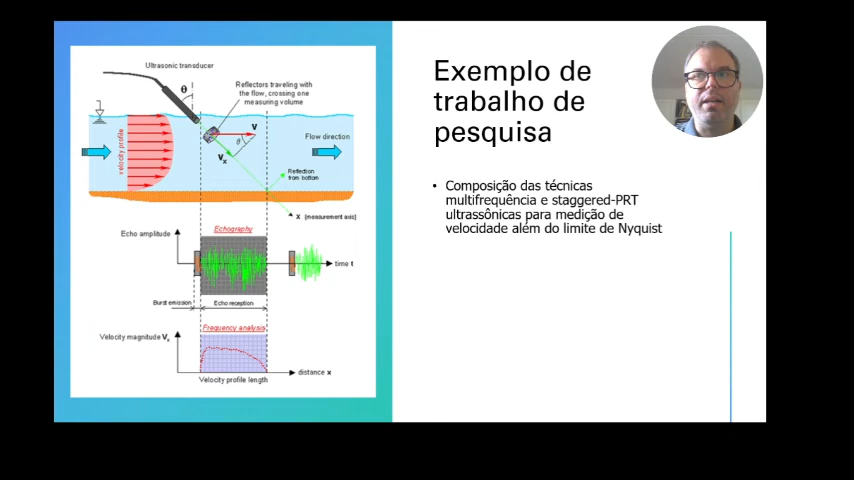 Ultrasonic transducer
θ
Reflectors traveling with
the flow, crossing one
measuring volume
V
θ
Vx
Flow direction
velocity profile
Reflection
from bottom
x (measurement axis)
Echography
Echo amplitude
time t
Burst emission
Echo reception
Frequency analysis
Velocity magnitude Vx
distance x
Velocity profile length
Exemplo de
trabalho de
pesquisa
• Composição das técnicas
multifrequência e staggered-PRT
ultrassônicas para medição de
velocidade além do limite de Nyquist